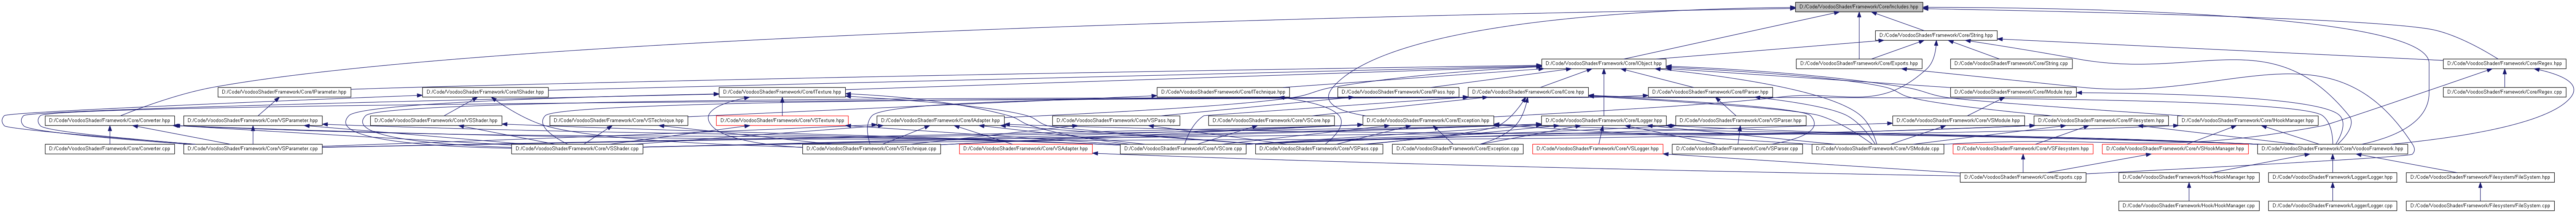 D:/Code/VoodooShader/Framework/Core/Includes.hpp
D:/Code/VoodooShader/Framework/Core/String.hpp
D:/Code/VoodooShader/Framework/Core/IObject.hpp
D:/Code/VoodooShader/Framework/Core/Exports.hpp
D:/Code/VoodooShader/Framework/Core/String.cpp
D:/Code/VoodooShader/Framework/Core/Regex.hpp
D:/Code/VoodooShader/Framework/Core/IParameter.hpp
D:/Code/VoodooShader/Framework/Core/IShader.hpp
D:/Code/VoodooShader/Framework/Core/ITexture.hpp
D:/Code/VoodooShader/Framework/Core/ITechnique.hpp
D:/Code/VoodooShader/Framework/Core/IPass.hpp
D:/Code/VoodooShader/Framework/Core/ICore.hpp
D:/Code/VoodooShader/Framework/Core/IParser.hpp
D:/Code/VoodooShader/Framework/Core/IModule.hpp
D:/Code/VoodooShader/Framework/Core/Regex.cpp
D:/Code/VoodooShader/Framework/Core/Converter.hpp
D:/Code/VoodooShader/Framework/Core/VSParameter.hpp
D:/Code/VoodooShader/Framework/Core/VSShader.hpp
D:/Code/VoodooShader/Framework/Core/VSTechnique.hpp
D:/Code/VoodooShader/Framework/Core/VSTexture.hpp
D:/Code/VoodooShader/Framework/Core/IAdapter.hpp
D:/Code/VoodooShader/Framework/Core/VSPass.hpp
D:/Code/VoodooShader/Framework/Core/VSCore.hpp
D:/Code/VoodooShader/Framework/Core/Exception.hpp
D:/Code/VoodooShader/Framework/Core/ILogger.hpp
D:/Code/VoodooShader/Framework/Core/VSParser.hpp
D:/Code/VoodooShader/Framework/Core/VSModule.hpp
D:/Code/VoodooShader/Framework/Core/IFilesystem.hpp
D:/Code/VoodooShader/Framework/Core/IHookManager.hpp
D:/Code/VoodooShader/Framework/Core/Converter.cpp
D:/Code/VoodooShader/Framework/Core/VSParameter.cpp
D:/Code/VoodooShader/Framework/Core/VSShader.cpp
D:/Code/VoodooShader/Framework/Core/VSTechnique.cpp
D:/Code/VoodooShader/Framework/Core/VSAdapter.hpp
D:/Code/VoodooShader/Framework/Core/VSCore.cpp
D:/Code/VoodooShader/Framework/Core/VSPass.cpp
D:/Code/VoodooShader/Framework/Core/Exception.cpp
D:/Code/VoodooShader/Framework/Core/VSLogger.hpp
D:/Code/VoodooShader/Framework/Core/VSParser.cpp
D:/Code/VoodooShader/Framework/Core/VSModule.cpp
D:/Code/VoodooShader/Framework/Core/VSFilesystem.hpp
D:/Code/VoodooShader/Framework/Core/VSHookManager.hpp
D:/Code/VoodooShader/Framework/Core/VoodooFramework.hpp
D:/Code/VoodooShader/Framework/Core/Exports.cpp
D:/Code/VoodooShader/Framework/Hook/HookManager.hpp
D:/Code/VoodooShader/Framework/Logger/Logger.hpp
D:/Code/VoodooShader/Framework/Filesystem/FileSystem.hpp
D:/Code/VoodooShader/Framework/Hook/HookManager.cpp
D:/Code/VoodooShader/Framework/Logger/Logger.cpp
D:/Code/VoodooShader/Framework/Filesystem/FileSystem.cpp